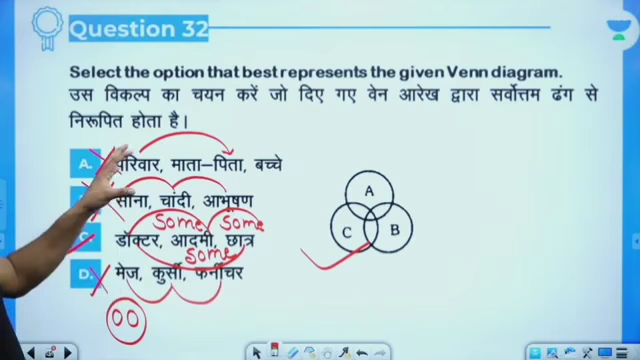 Question 32
Select the option that best represents the given Venn diagram.
उस विकल्प का चयन करें जो दिए गए वेन आरेख द्वारा सर्वोत्तम ढंग से
निरूपित होता है।
A. परिवार, माता-पिता, बच्चे
सोना, चांदी, आभूषण
some some
C. डॉक्टर, आदमी, छात्र
some
D. मेज, कुर्सी, फर्नीचर
A
C B